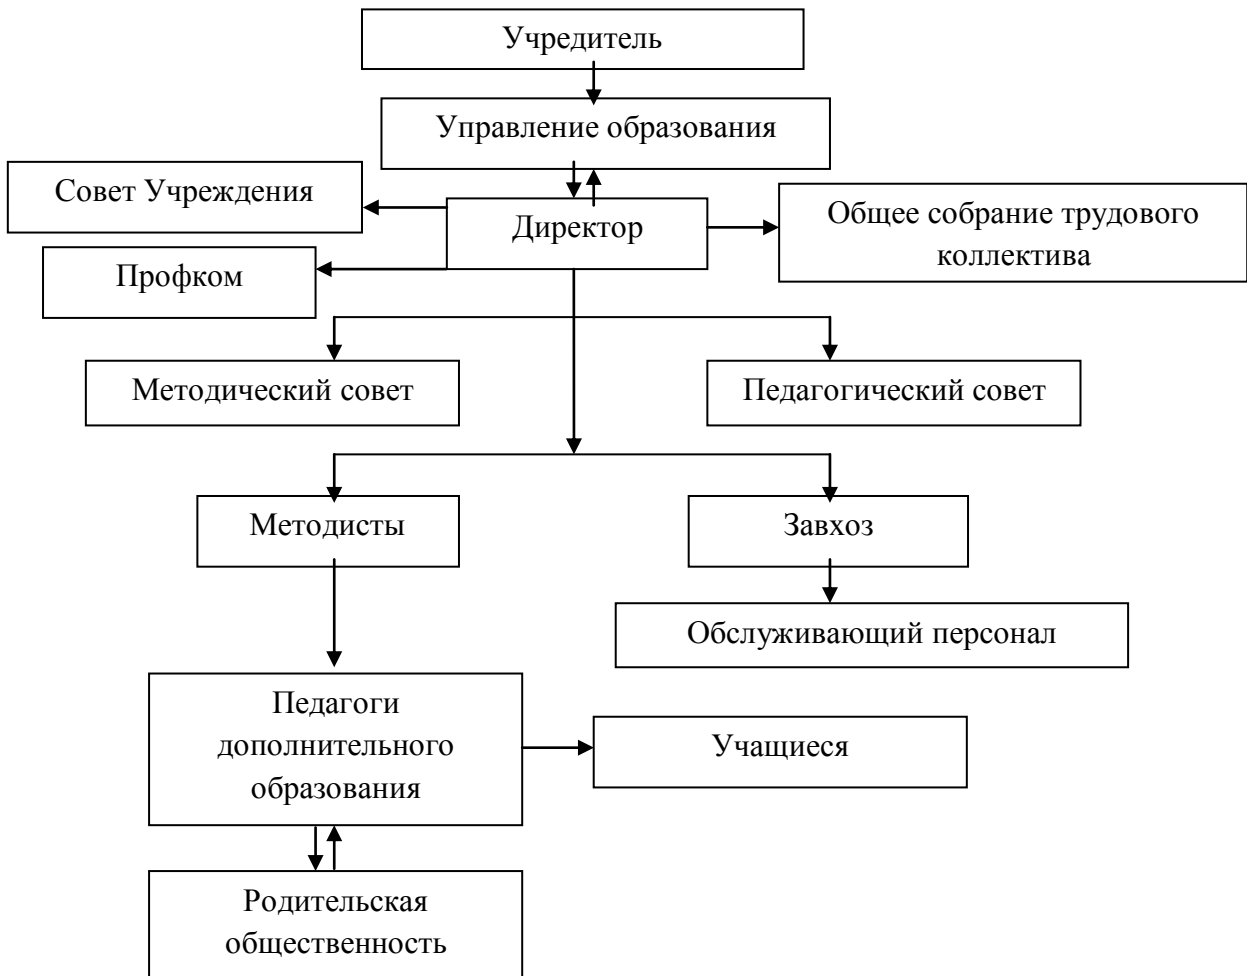 Учредитель
Управление образования
Совет Учреждения
Директор
Общее собрание трудового
коллектива
Профком
Методический совет
Педагогический совет
Методисты
Завхоз
Обслуживающий персонал
Педагоги
дополнительного
образования
Учащиеся
Родительская
общественность